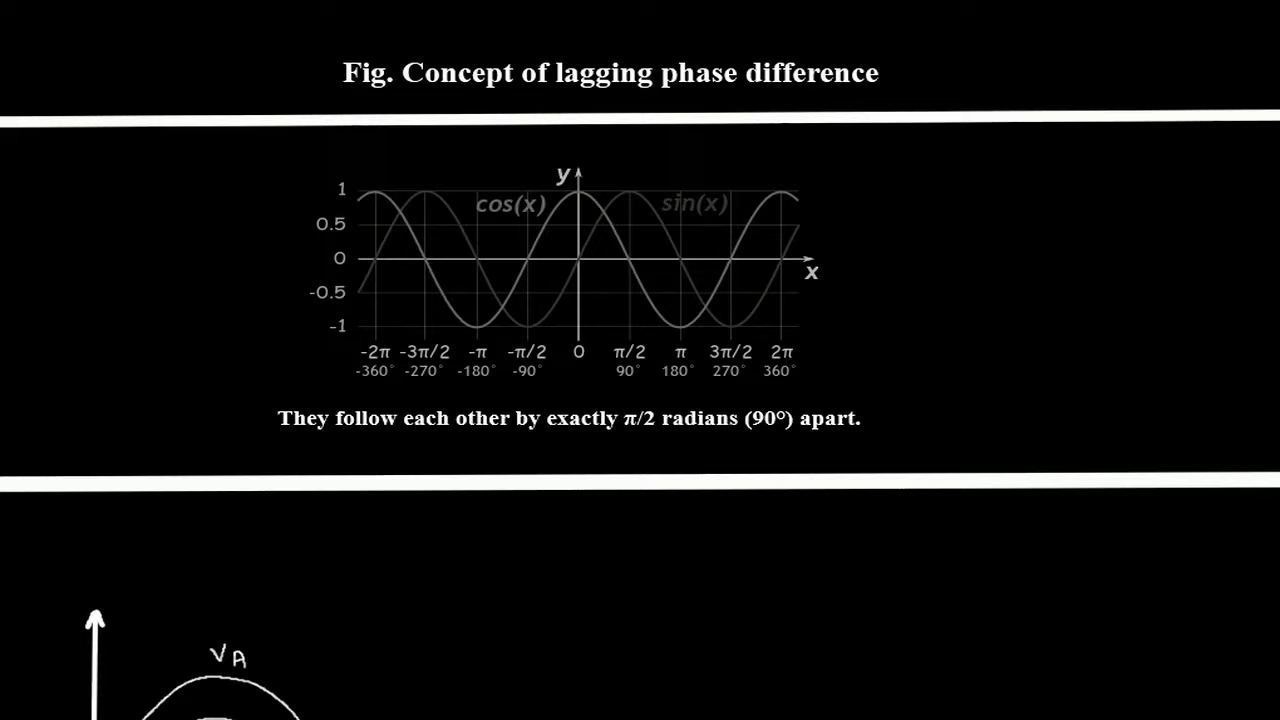 Fig. Concept of lagging phase difference
y
1
cos(x)
sin(x)
0.5
0
x
-0.5
-1
-2π -3π/2 -π -π/2 0 π/2 π 3π/2 2π
-360° -270° -180° -90° 90° 180° 270° 360°
They follow each other by exactly π/2 radians (90°) apart.
VA